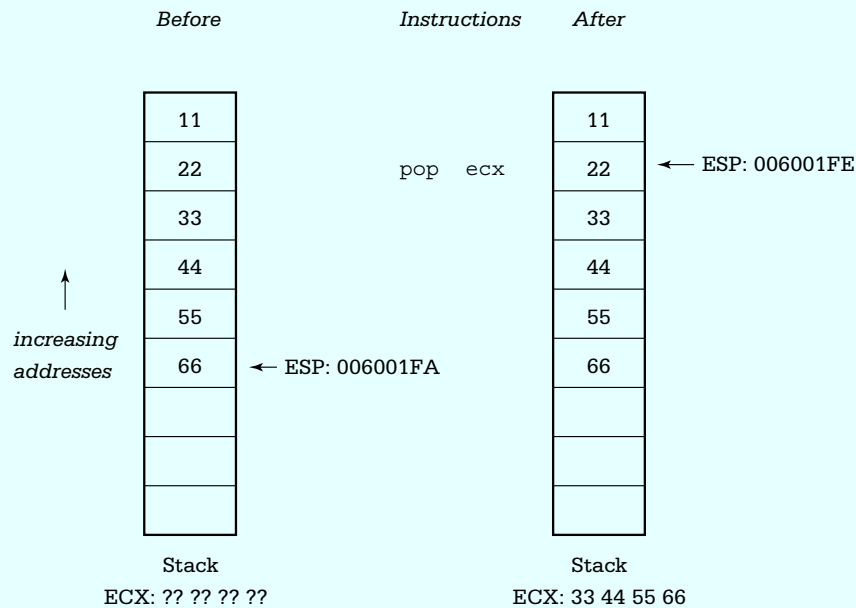 Before Instructions After
11 11
22 pop ecx 22 ESP: 006001FE
33 33
44 44
55 55
increasing
addresses 66 ESP: 006001FA 66
Stack Stack
ECX: ?? ?? ?? ?? ECX: 33 44 55 66